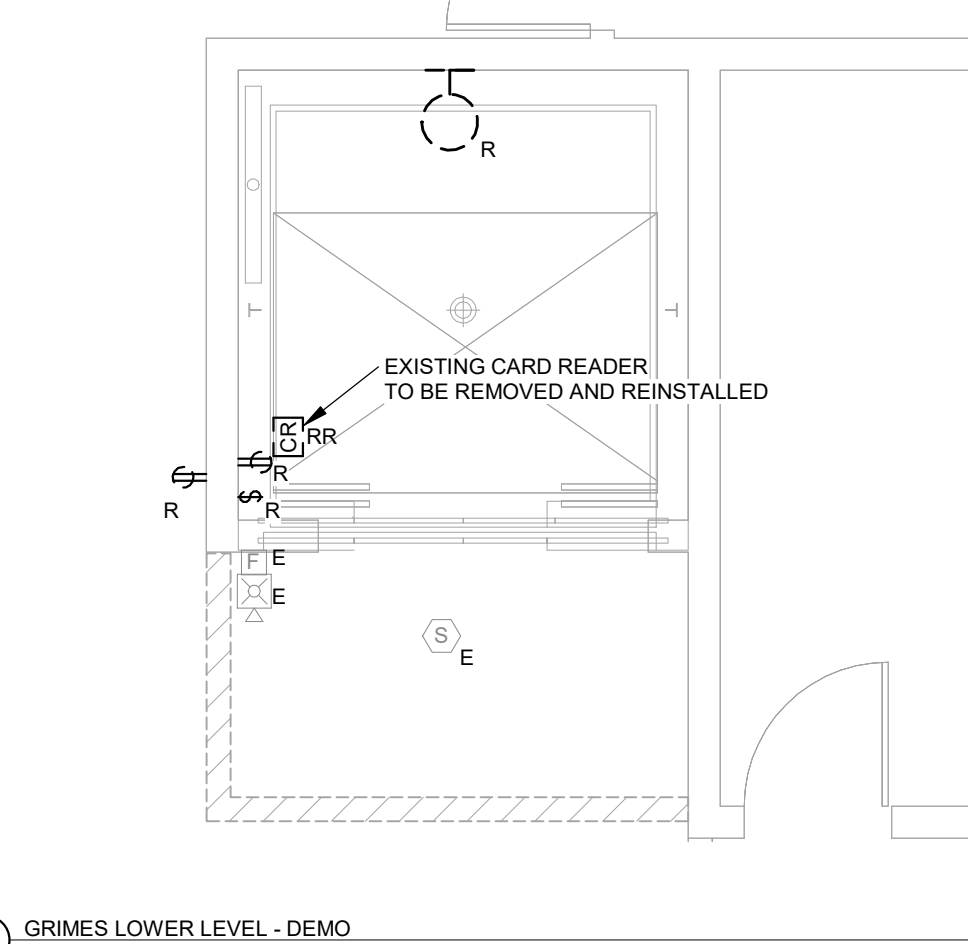 R
EXISTING CARD READER
TO BE REMOVED AND REINSTALLED
CR
RR
R
R
$
R
F
E
E
S
E
GRIMES LOWER LEVEL - DEMO